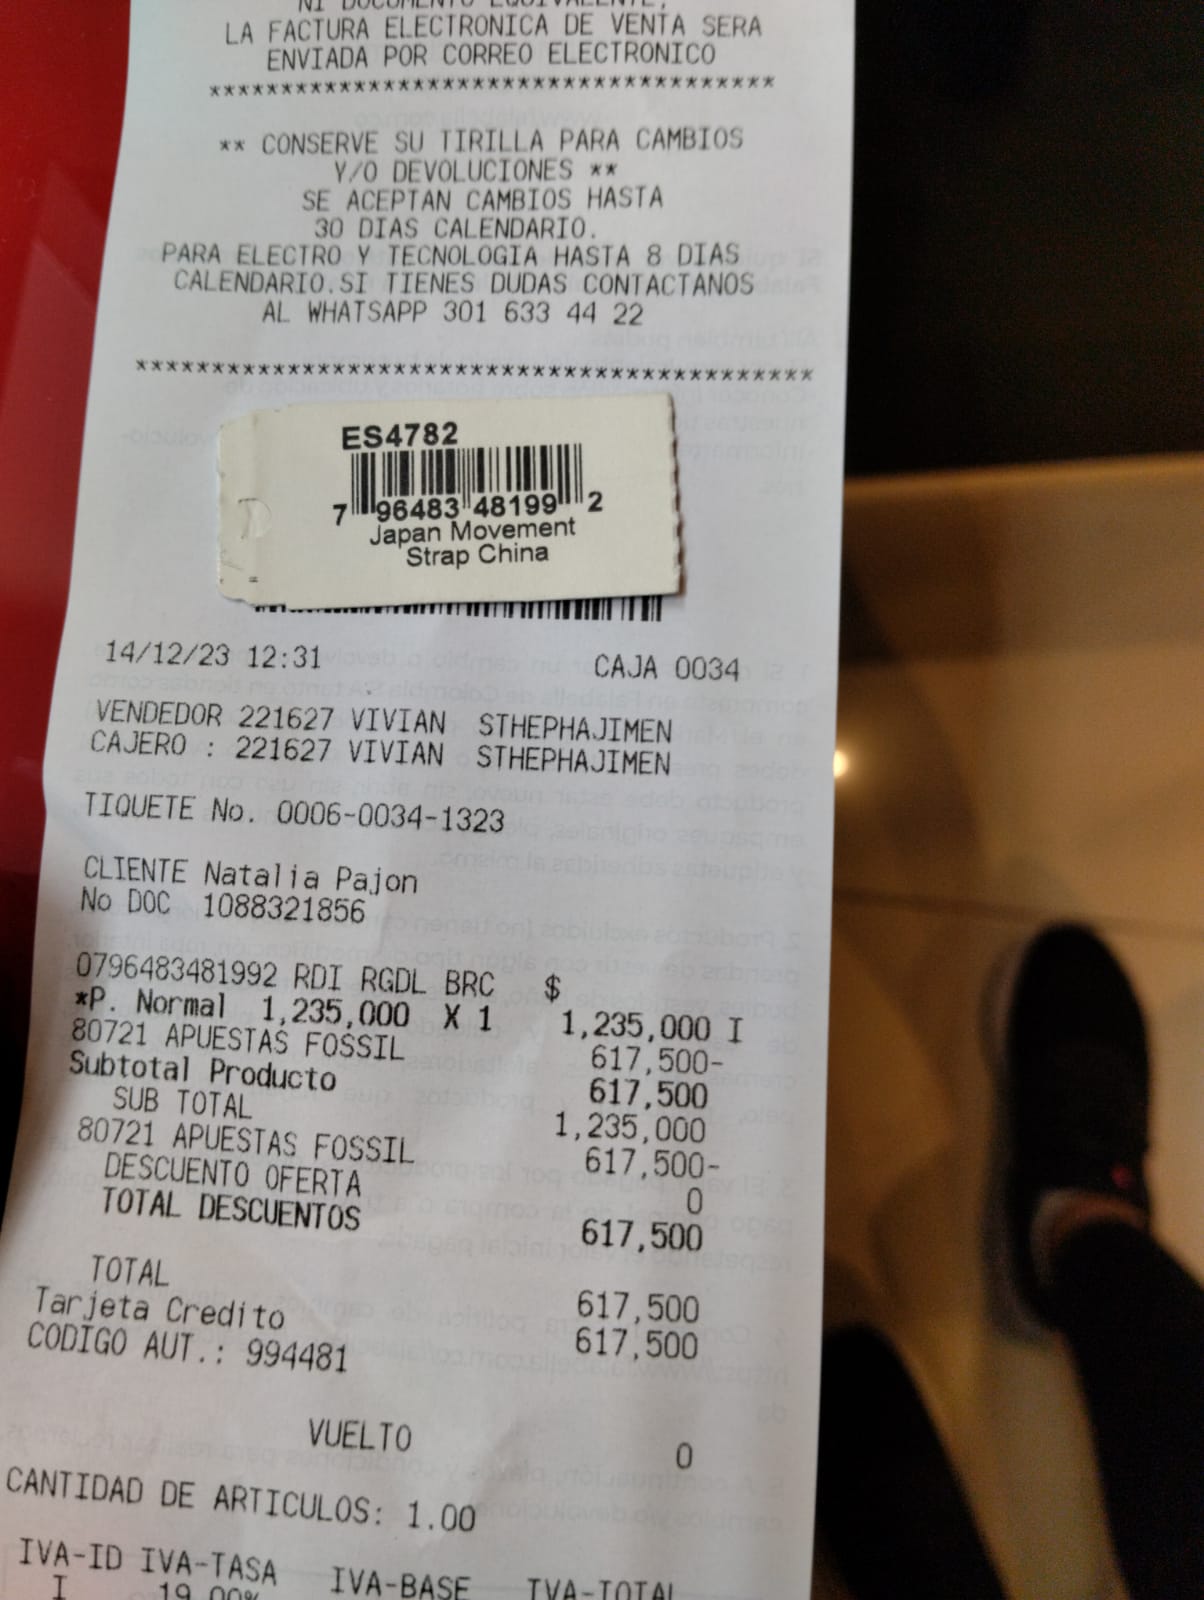 NI DOCUMENTO EQUIVALENTE,
LA FACTURA ELECTRONICA DE VENTA SERA
ENVIADA POR CORREO ELECTRONICO
***************************************
** CONSERVE SU TIRILLA PARA CAMBIOS
Y/O DEVOLUCIONES **
SE ACEPTAN CAMBIOS HASTA
30 DIAS CALENDARIO.
PARA ELECTRO Y TECNOLOGIA HASTA 8 DIAS
CALENDARIO.SI TIENES DUDAS CONTACTANOS
AL WHATSAPP 301 633 44 22
********************************************
ES4782
7 96483 48199 2
Japan Movement
Strap China
14/12/23 12:31 CAJA 0034
VENDEDOR 221627 VIVIAN STHEPHAJIMEN
CAJERO : 221627 VIVIAN STHEPHAJIMEN
TIQUETE No. 0006-0034-1323
CLIENTE Natalia Pajon
No DOC 1088321856
0796483481992 RDI RGDL BRC $
*P. Normal 1,235,000 X 1 1,235,000 I
80721 APUESTAS FOSSIL 617,500-
Subtotal Producto 617,500
SUB TOTAL 1,235,000
80721 APUESTAS FOSSIL 617,500-
DESCUENTO OFERTA 0
TOTAL DESCUENTOS 617,500
TOTAL 617,500
Tarjeta Credito 617,500
CODIGO AUT.: 994481
VUELTO 0
CANTIDAD DE ARTICULOS: 1.00
IVA-ID IVA-TASA IVA-BASE IVA-TOTAL
I 19.00%